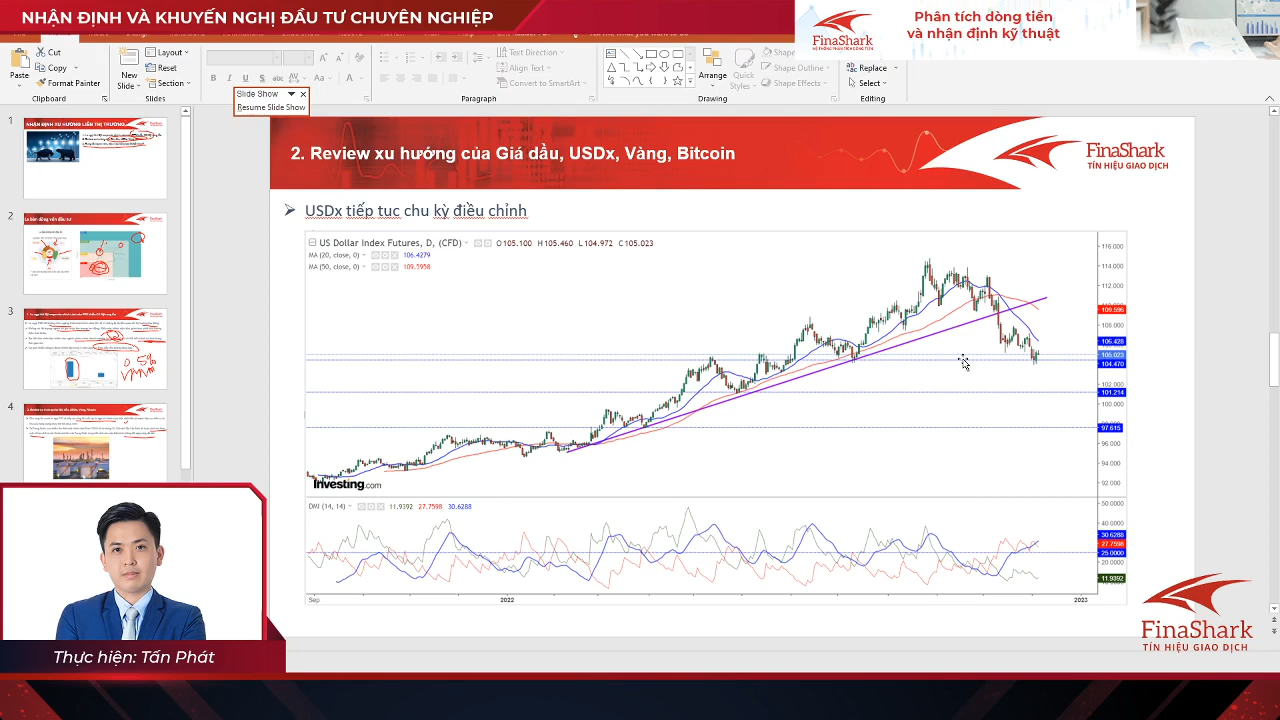 NHẬN ĐỊNH VÀ KHUYẾN NGHỊ ĐẦU TƯ CHUYÊN NGHIỆP
FinaShark
Phân tích dòng tiền
và nhận định kỹ thuật
Paste
Cut
Copy
Format Painter
Clipboard
New
Slide
Layout
Reset
Section
Slides
Slide Show
Resume Slide Show
Text Direction
Align Text
Convert to SmartArt
Paragraph
Arrange
Quick
Styles
Shape Outline
Shape Effects
Drawing
Replace
Select
Editing
1
2
3
4
2. Review xu hướng của Giá dầu, USDx, Vàng, Bitcoin
FinaShark
TÍN HIỆU GIAO DỊCH
USDx tiếp tục chu kỳ điều chỉnh
US Dollar Index Futures, D, (CFD) O105.100 H105.460 L104.972 C105.023
MA (20, close, 0) 106.4279
MA (50, close, 0) 109.5958
116.000
114.000
112.000
109.596
108.000
106.428
105.023
104.470
102.000
101.214
100.000
97.615
96.000
94.000
92.000
Investing.com
DMI (14, 14) 11.9392 27.7598 30.6288
50.0000
40.0000
30.6288
27.7598
25.0000
20.0000
11.9392
Sep
2022
2023
Thực hiện: Tấn Phát
FinaShark
TÍN HIỆU GIAO DỊCH